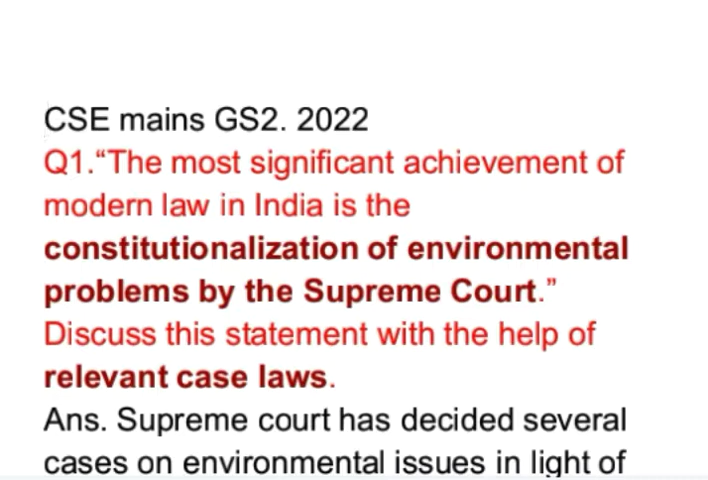 CSE mains GS2. 2022
Q1.“The most significant achievement of
modern law in India is the
constitutionalization of environmental
problems by the Supreme Court.”
Discuss this statement with the help of
relevant case laws.
Ans. Supreme court has decided several
cases on environmental issues in light of